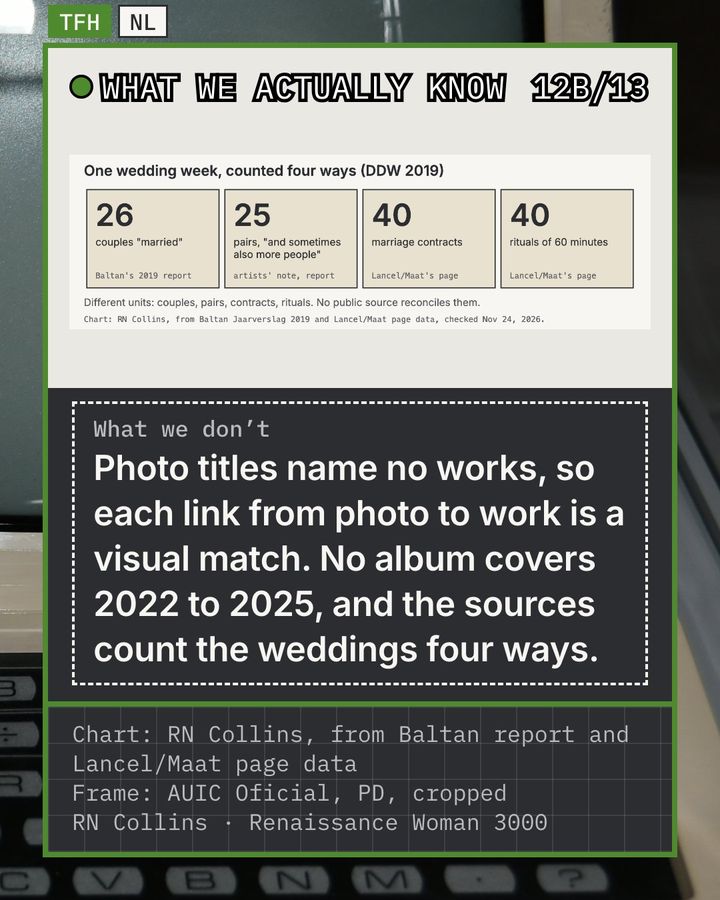 TFH NL
WHAT WE ACTUALLY KNOW 12B/13
One wedding week, counted four ways (DDW 2019)
26
couples "married"
Baltan's 2019 report
25
pairs, "and sometimes
also more people"
artists' note, report
40
marriage contracts
Lancel/Maat's page
40
rituals of 60 minutes
Lancel/Maat's page
Different units: couples, pairs, contracts, rituals. No public source reconciles them.
Chart: RN Collins, from Baltan Jaarverslag 2019 and Lancel/Maat page data, checked Nov 24, 2026.
What we don’t
Photo titles name no works, so
each link from photo to work is a
visual match. No album covers
2022 to 2025, and the sources
count the weddings four ways.
Chart: RN Collins, from Baltan report and
Lancel/Maat page data
Frame: AUIC Oficial, PD, cropped
RN Collins · Renaissance Woman 3000
B
÷
R
C V B N M . ?